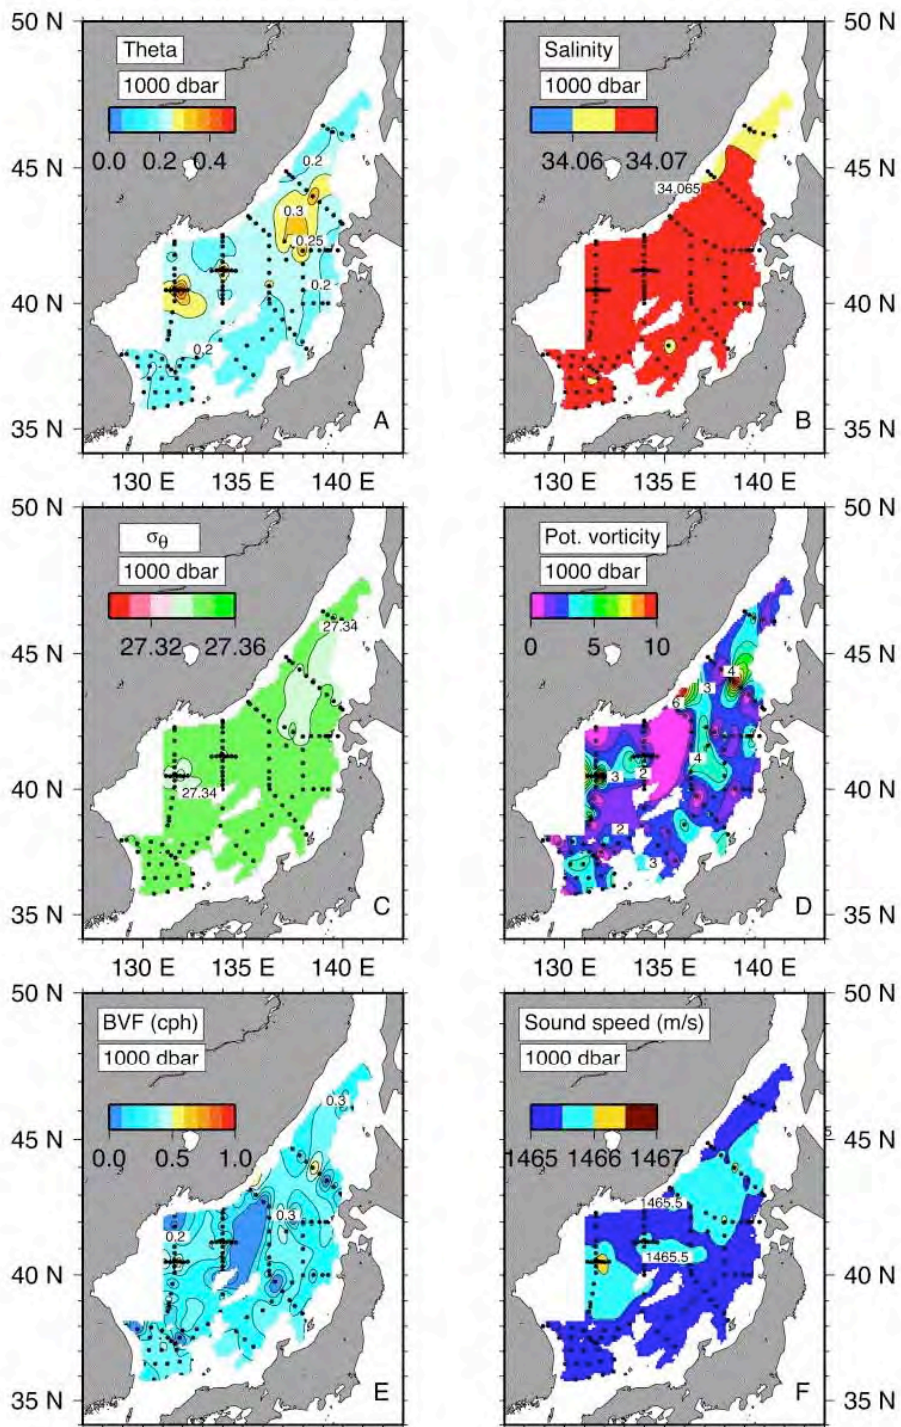 50 N
50 N
Theta
Salinity
1000 dbar
1000 dbar
0.0 0.2 0.4
34.06 34.07
0.2
45 N
45 N
34.065
0.3
0.25
0.2
40 N
40 N
0.2
35 N
A
B
35 N
130 E 135 E 140 E
130 E 135 E 140 E
50 N
50 N
σθ
Pot. vorticity
1000 dbar
1000 dbar
27.32 27.36
0 5 10
27.34
45 N
45 N
4
3
6
4
40 N
40 N
3
2
27.34
2
3
C
D
35 N
35 N
130 E 135 E 140 E
130 E 135 E 140 E
50 N
50 N
BVF (cph)
Sound speed (m/s)
1000 dbar
1000 dbar
0.3
45 N
5
45 N
0.0 0.5 1.0
1465 1466 1467
1465.5
0.3
0.2
1465.5
40 N
40 N
E
F
35 N
35 N